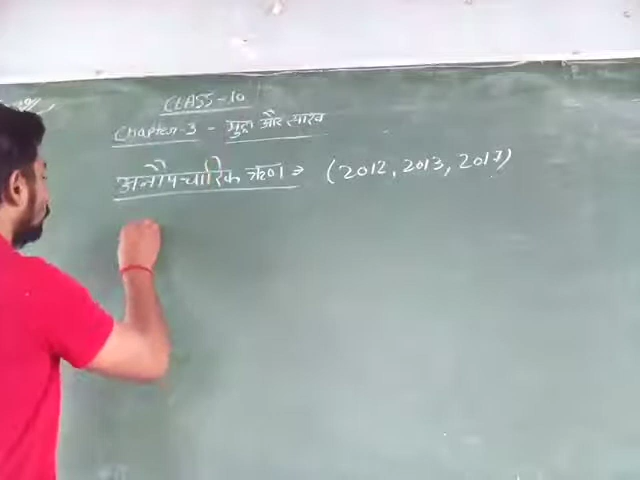 CLASS-10
Chapter-3 - मुद्रा और साख
अनौपचारिक ऋण → (2012, 2013, 2017)